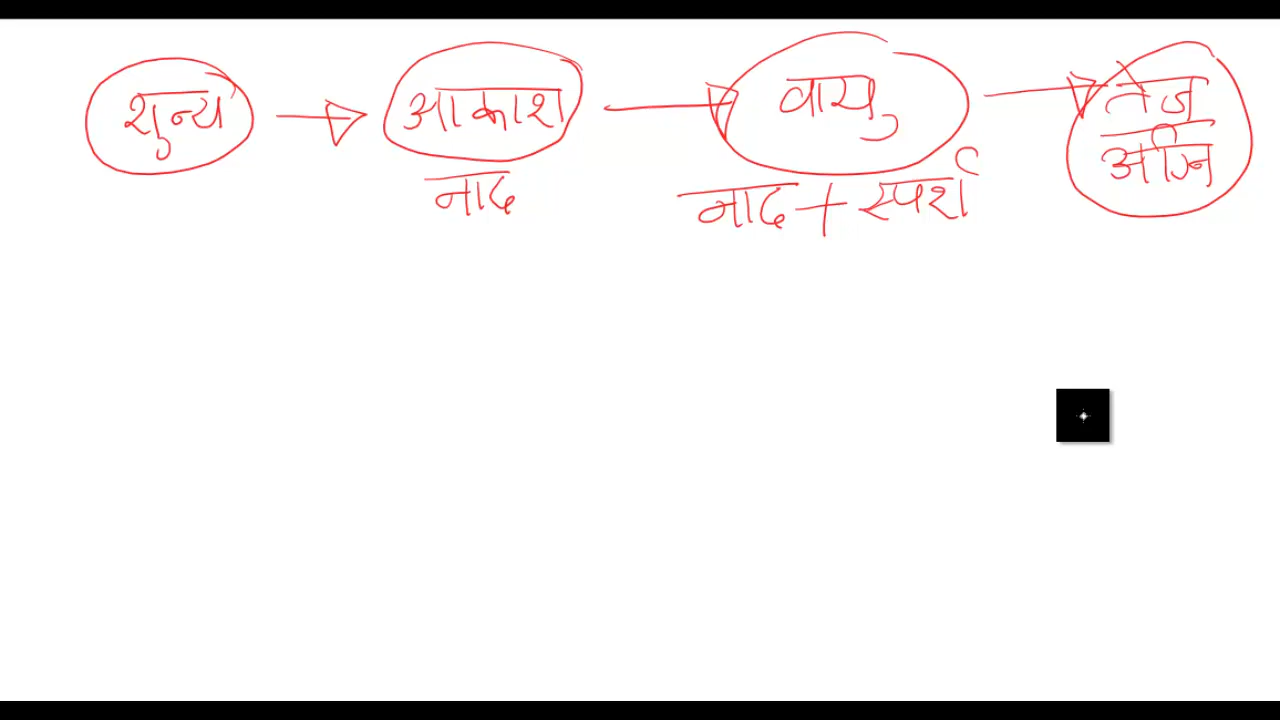 शुन्य → आकाश → वायु → तेज
अग्नि
नाद नाद + स्पर्श